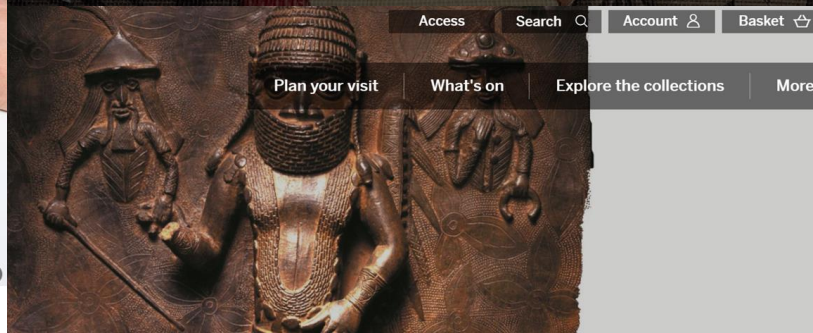 Access Search Account Basket
Plan your visit What's on Explore the collections More